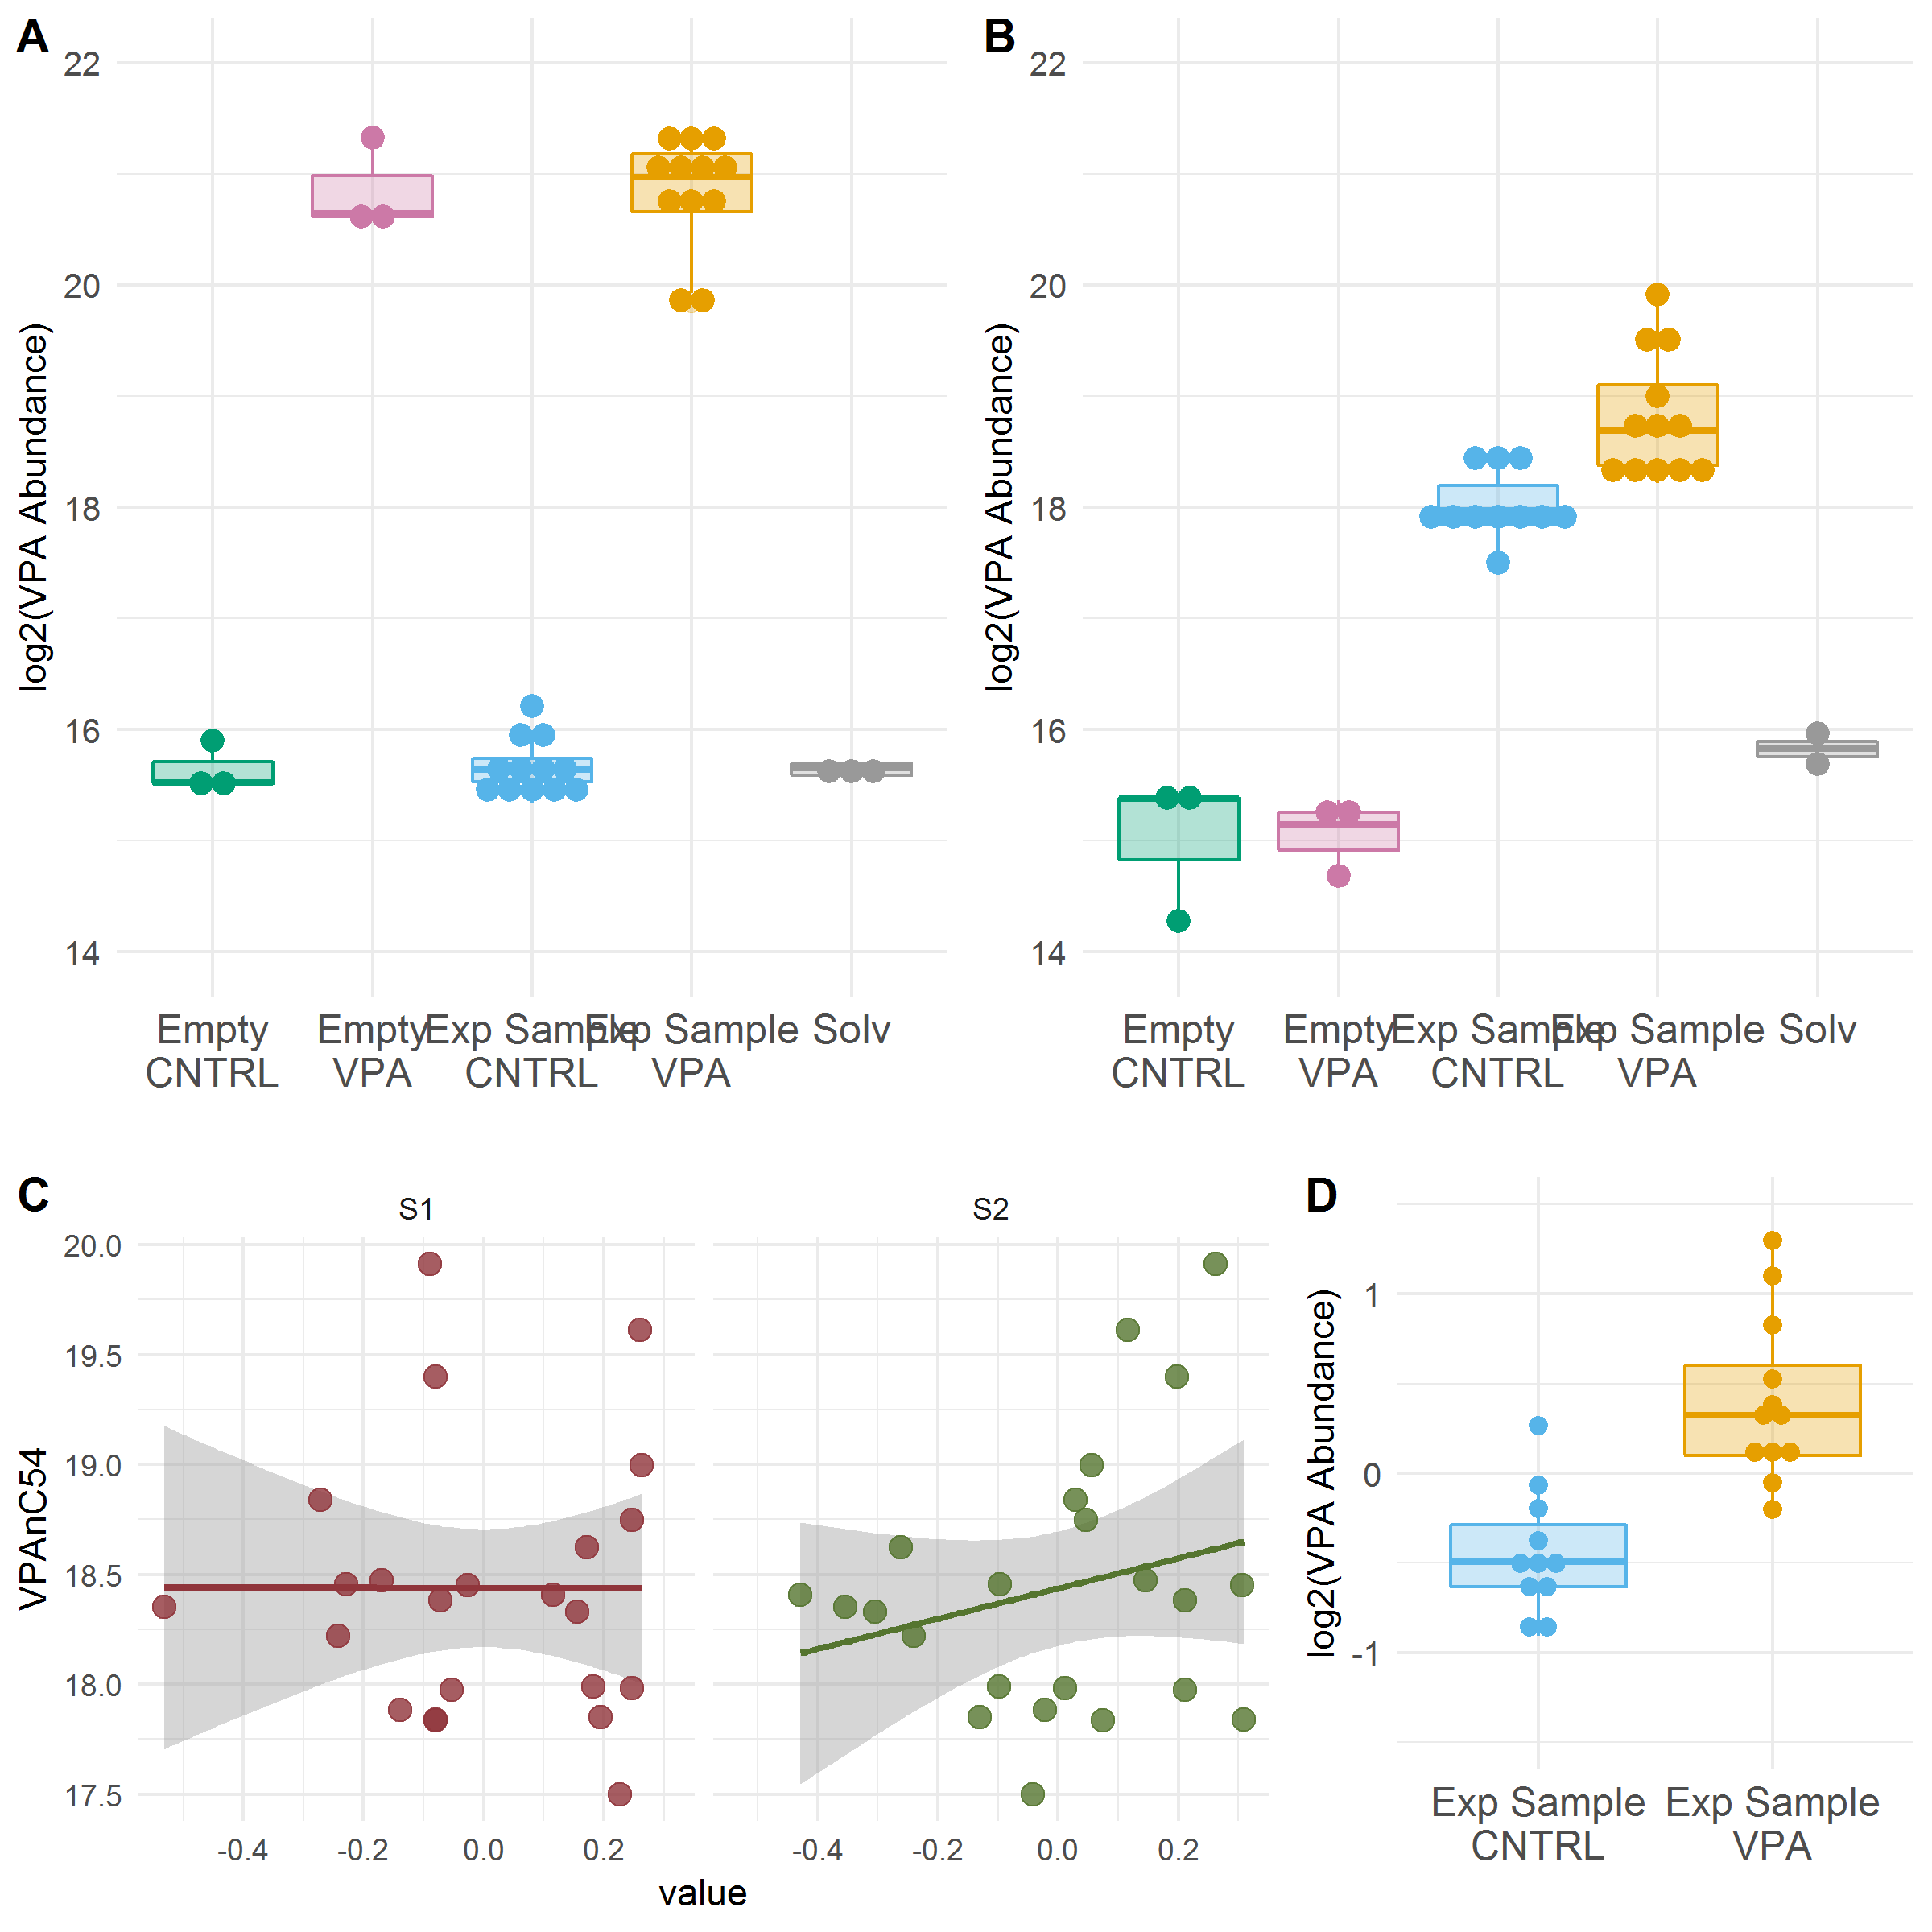 A
log2(VPA Abundance)
22
20
18
16
14
Empty
CNTRL
Empty
VPA
Exp Sample
CNTRL
Exp Sample
VPA
Solv
B
log2(VPA Abundance)
22
20
18
16
14
Empty
CNTRL
Empty
VPA
Exp Sample
CNTRL
Exp Sample
VPA
Solv
C
S1
S2
VPAnC54
20.0
19.5
19.0
18.5
18.0
17.5
-0.4 -0.2 0.0 0.2
-0.4 -0.2 0.0 0.2
value
D
log2(VPA Abundance)
1
0
-1
Exp Sample
CNTRL
Exp Sample
VPA